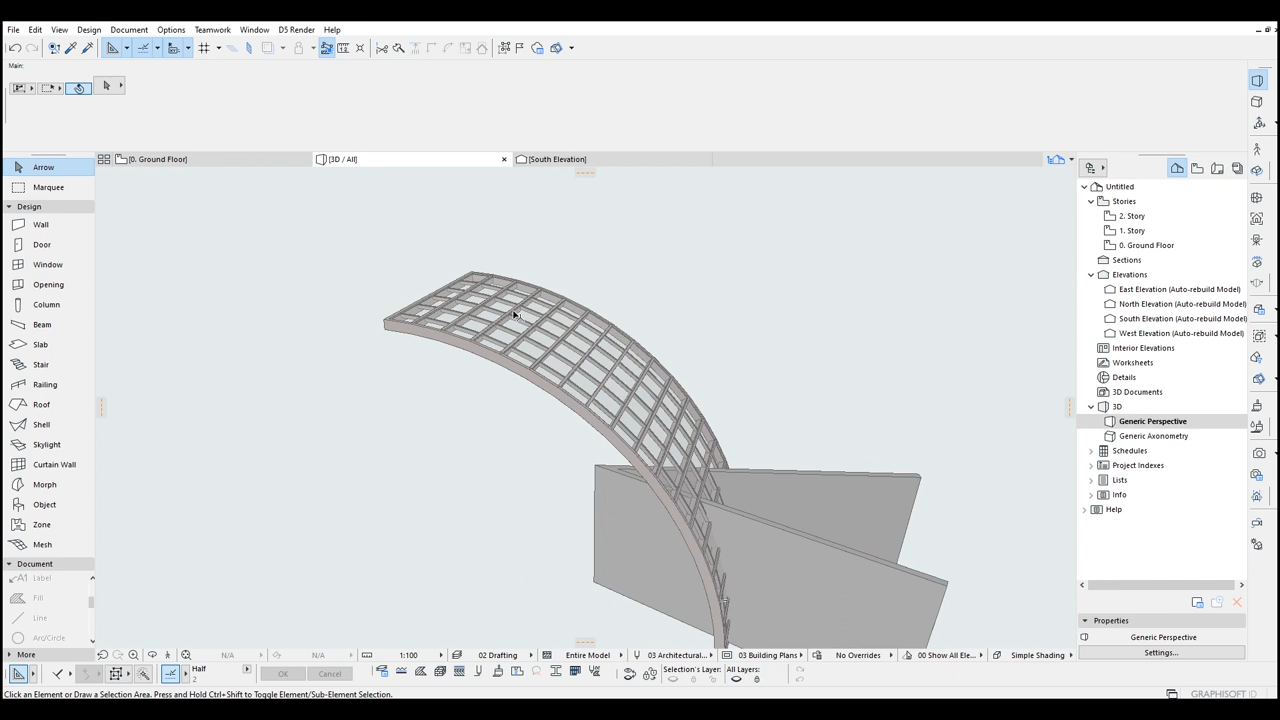 File Edit View Design Document Options Teamwork Window D5 Render Help
Main:
[0. Ground Floor]
[3D / All]
[South Elevation]
Arrow
Marquee
Design
Wall
Door
Window
Opening
Column
Beam
Slab
Stair
Railing
Roof
Shell
Skylight
Curtain Wall
Morph
Object
Zone
Mesh
Document
Label
Fill
Line
Arc/Circle
More
Untitled
Stories
2. Story
1. Story
0. Ground Floor
Sections
Elevations
East Elevation (Auto-rebuild Model)
North Elevation (Auto-rebuild Model)
South Elevation (Auto-rebuild Model)
West Elevation (Auto-rebuild Model)
Interior Elevations
Worksheets
Details
3D Documents
3D
Generic Perspective
Generic Axonometry
Schedules
Project Indexes
Lists
Info
Help
Properties
Generic Perspective
Settings...
N/A N/A 1:100 02 Drafting Entire Model 03 Architectural... 03 Building Plans No Overrides 00 Show All Ele... Simple Shading
Half
2
OK Cancel
Selection's Layer: All Layers:
Click an Element or Draw a Selection Area. Press and Hold Ctrl+Shift to Toggle Element/Sub-Element Selection.
GRAPHISOFT ID